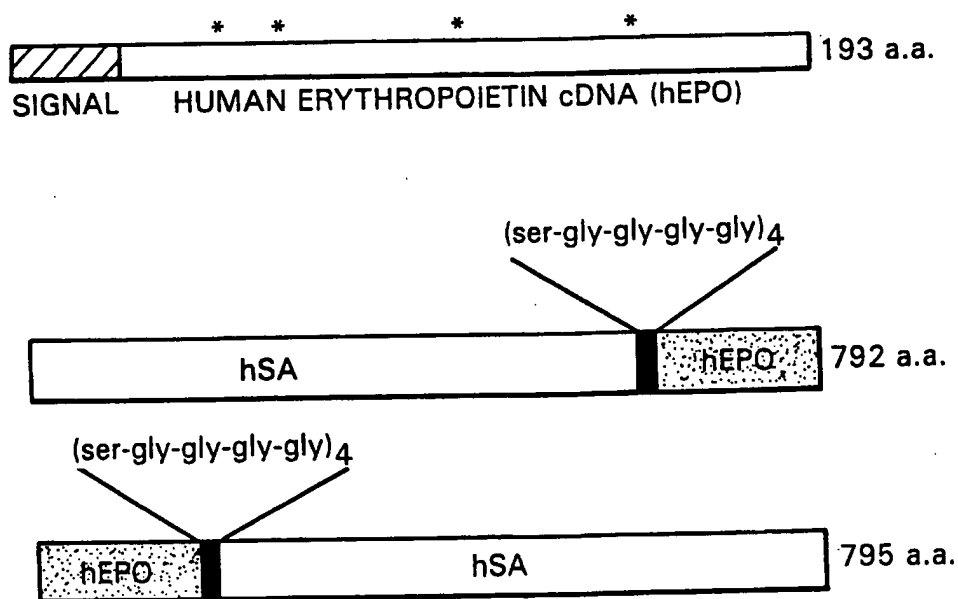 * * * *
193 a.a.
SIGNAL HUMAN ERYTHROPOIETIN cDNA (hEPO)
(ser-gly-gly-gly-gly)4
hSA hEPO 792 a.a.
(ser-gly-gly-gly-gly)4
hEPO hSA 795 a.a.